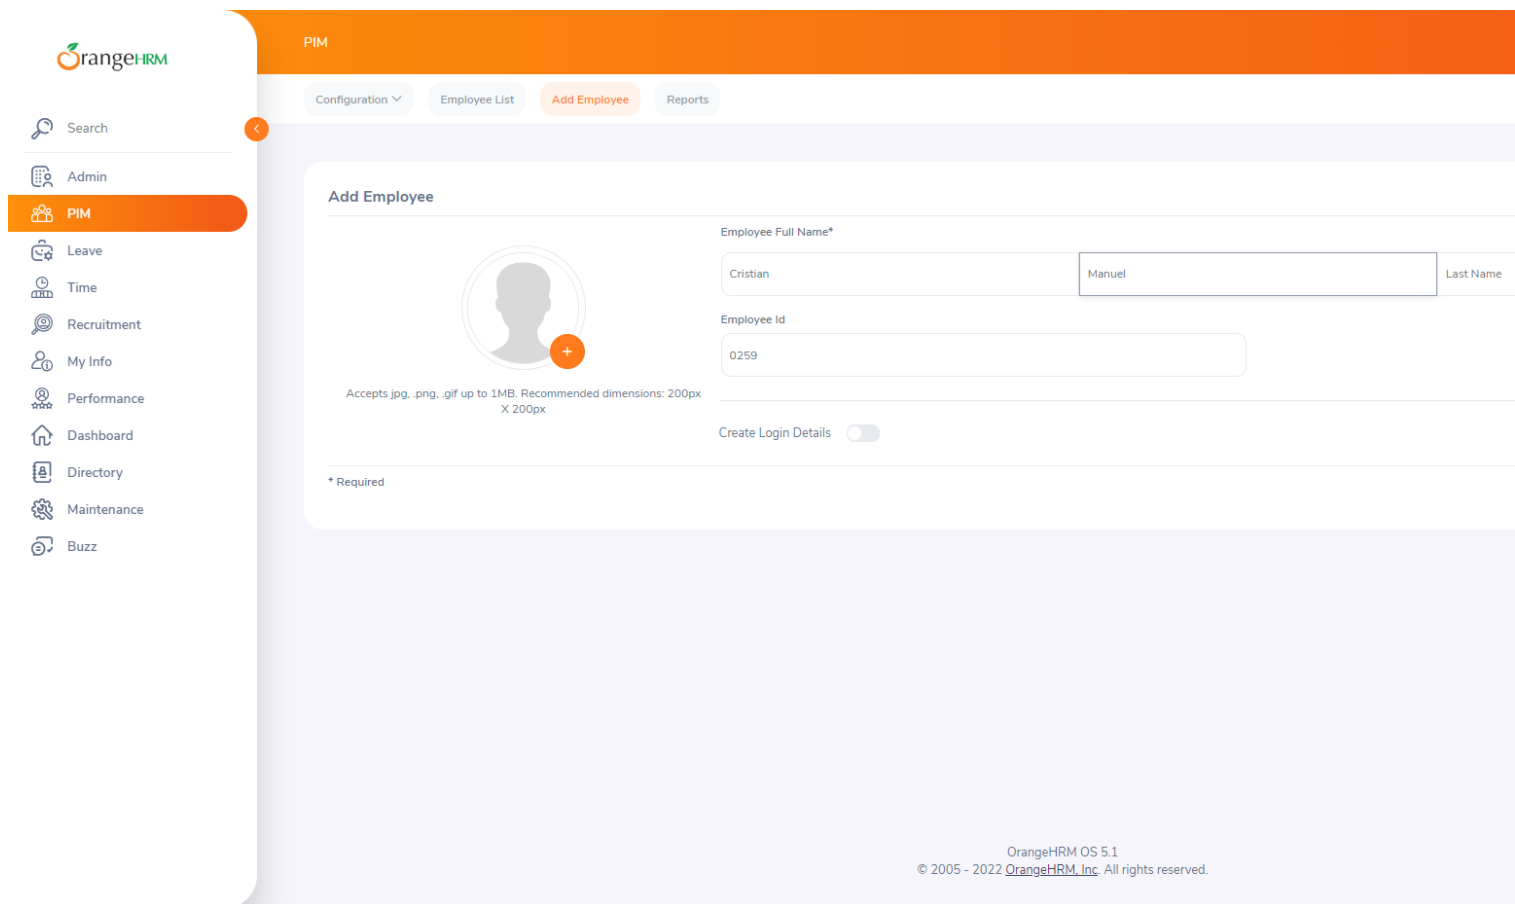 OrangeHRM
PIM
Configuration
Employee List
Add Employee
Reports
Search
Admin
PIM
Leave
Time
Recruitment
My Info
Performance
Dashboard
Directory
Maintenance
Buzz
Add Employee
Accepts jpg, .png, .gif up to 1MB. Recommended dimensions: 200px
X 200px
Employee Full Name*
Cristian
Manuel
Last Name
Employee Id
0259
Create Login Details
* Required
OrangeHRM OS 5.1
© 2005 - 2022 OrangeHRM, Inc. All rights reserved.